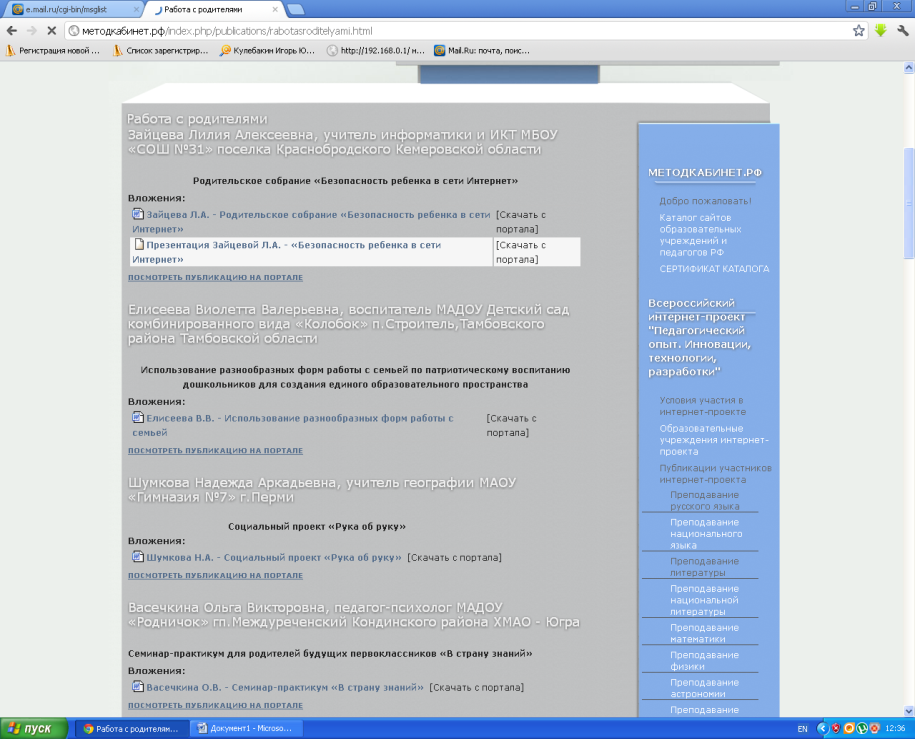 e.mail.ru/cgi-bin/msglist
Работа с родителями
методкабинет.рф/index.php/publications/rabotasroditelyami.html
Регистрация новой ...
Список зарегистрир...
Кулебакин Игорь Ю...
http://192.168.0.1/ н...
Mail.Ru: почта, поис...
Работа с родителями
Зайцева Лилия Алексеевна, учитель информатики и ИКТ МБОУ
«СОШ №31» поселка Краснобродского Кемеровской области
Родительское собрание «Безопасность ребенка в сети Интернет»
Вложения:
Зайцева Л.А. - Родительское собрание «Безопасность ребенка в сети [Скачать с
Интернет» портала]
Презентация Зайцевой Л.А. - «Безопасность ребенка в сети [Скачать с
Интернет» портала]
ПОСМОТРЕТЬ ПУБЛИКАЦИЮ НА ПОРТАЛЕ
Елисеева Виолетта Валерьевна, воспитатель МАДОУ Детский сад
комбинированного вида «Колобок» п.Строитель,Тамбовского
района Тамбовской области
Использование разнообразных форм работы с семьей по патриотическому воспитанию
дошкольников для создания единого образовательного пространства
Вложения:
Елисеева В.В. - Использование разнообразных форм работы с [Скачать с
семьей портала]
ПОСМОТРЕТЬ ПУБЛИКАЦИЮ НА ПОРТАЛЕ
Шумкова Надежда Аркадьевна, учитель географии МАОУ
«Гимназия №7» г.Перми
Социальный проект «Рука об руку»
Вложения:
Шумкова Н.А. - Социальный проект «Рука об руку» [Скачать с портала]
ПОСМОТРЕТЬ ПУБЛИКАЦИЮ НА ПОРТАЛЕ
Васечкина Ольга Викторовна, педагог-психолог МАДОУ
«Родничок» гп.Междуреченский Кондинского района ХМАО - Югра
Семинар-практикум для родителей будущих первоклассников «В страну знаний»
Вложения:
Васечкина О.В. - Семинар-практикум «В страну знаний» [Скачать с портала]
ПОСМОТРЕТЬ ПУБЛИКАЦИЮ НА ПОРТАЛЕ
МЕТОДКАБИНЕТ.РФ
Добро пожаловать!
Каталог сайтов
образовательных
учреждений и
педагогов РФ
СЕРТИФИКАТ КАТАЛОГА
Всероссийский
интернет-проект
"Педагогический
опыт. Инновации,
технологии,
разработки"
Условия участия в
интернет-проекте
Образовательные
учреждения интернет-
проекта
Публикации участников
интернет-проекта
Преподавание
русского языка
Преподавание
национального
языка
Преподавание
литературы
Преподавание
национальной
литературы
Преподавание
математики
Преподавание
физики
Преподавание
астрономии
Преподавание
пуск
Работа с родителям...
Документ1 - Microso...
EN
12:36